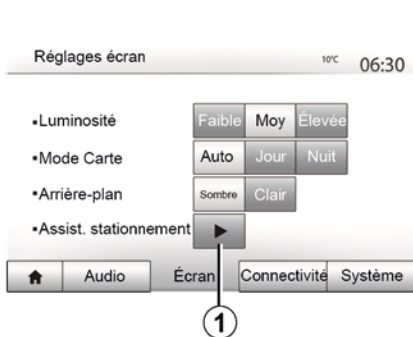 Réglages écran 10°C 06:30
▪Luminosité Faible Moy Élevée
▪Mode Carte Auto Jour Nuit
▪Arrière-plan Sombre Clair
▪Assist. stationnement
Audio Écran Connectivité Système
1